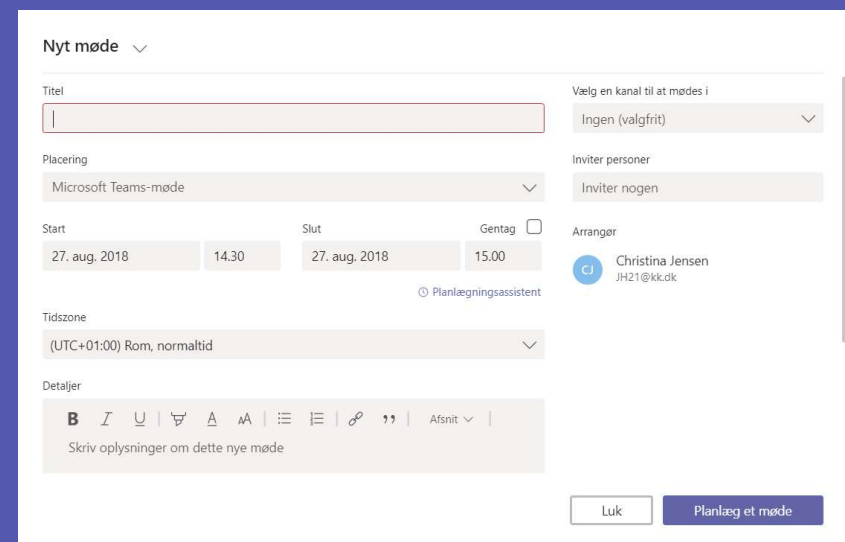 Nyt møde
Titel
Placering
Microsoft Teams-møde
Start
Slut
Gentag
27. aug. 2018
14.30
27. aug. 2018
15.00
Planlægningsassistent
Tidszone
(UTC+01:00) Rom, normaltid
Detaljer
B I U A AA Afsnit
Skriv oplysninger om dette nye møde
Vælg en kanal til at mødes i
Ingen (valgfrit)
Inviter personer
Inviter nogen
Arrangør
CJ
Christina Jensen
JH21@kk.dk
Luk
Planlæg et møde